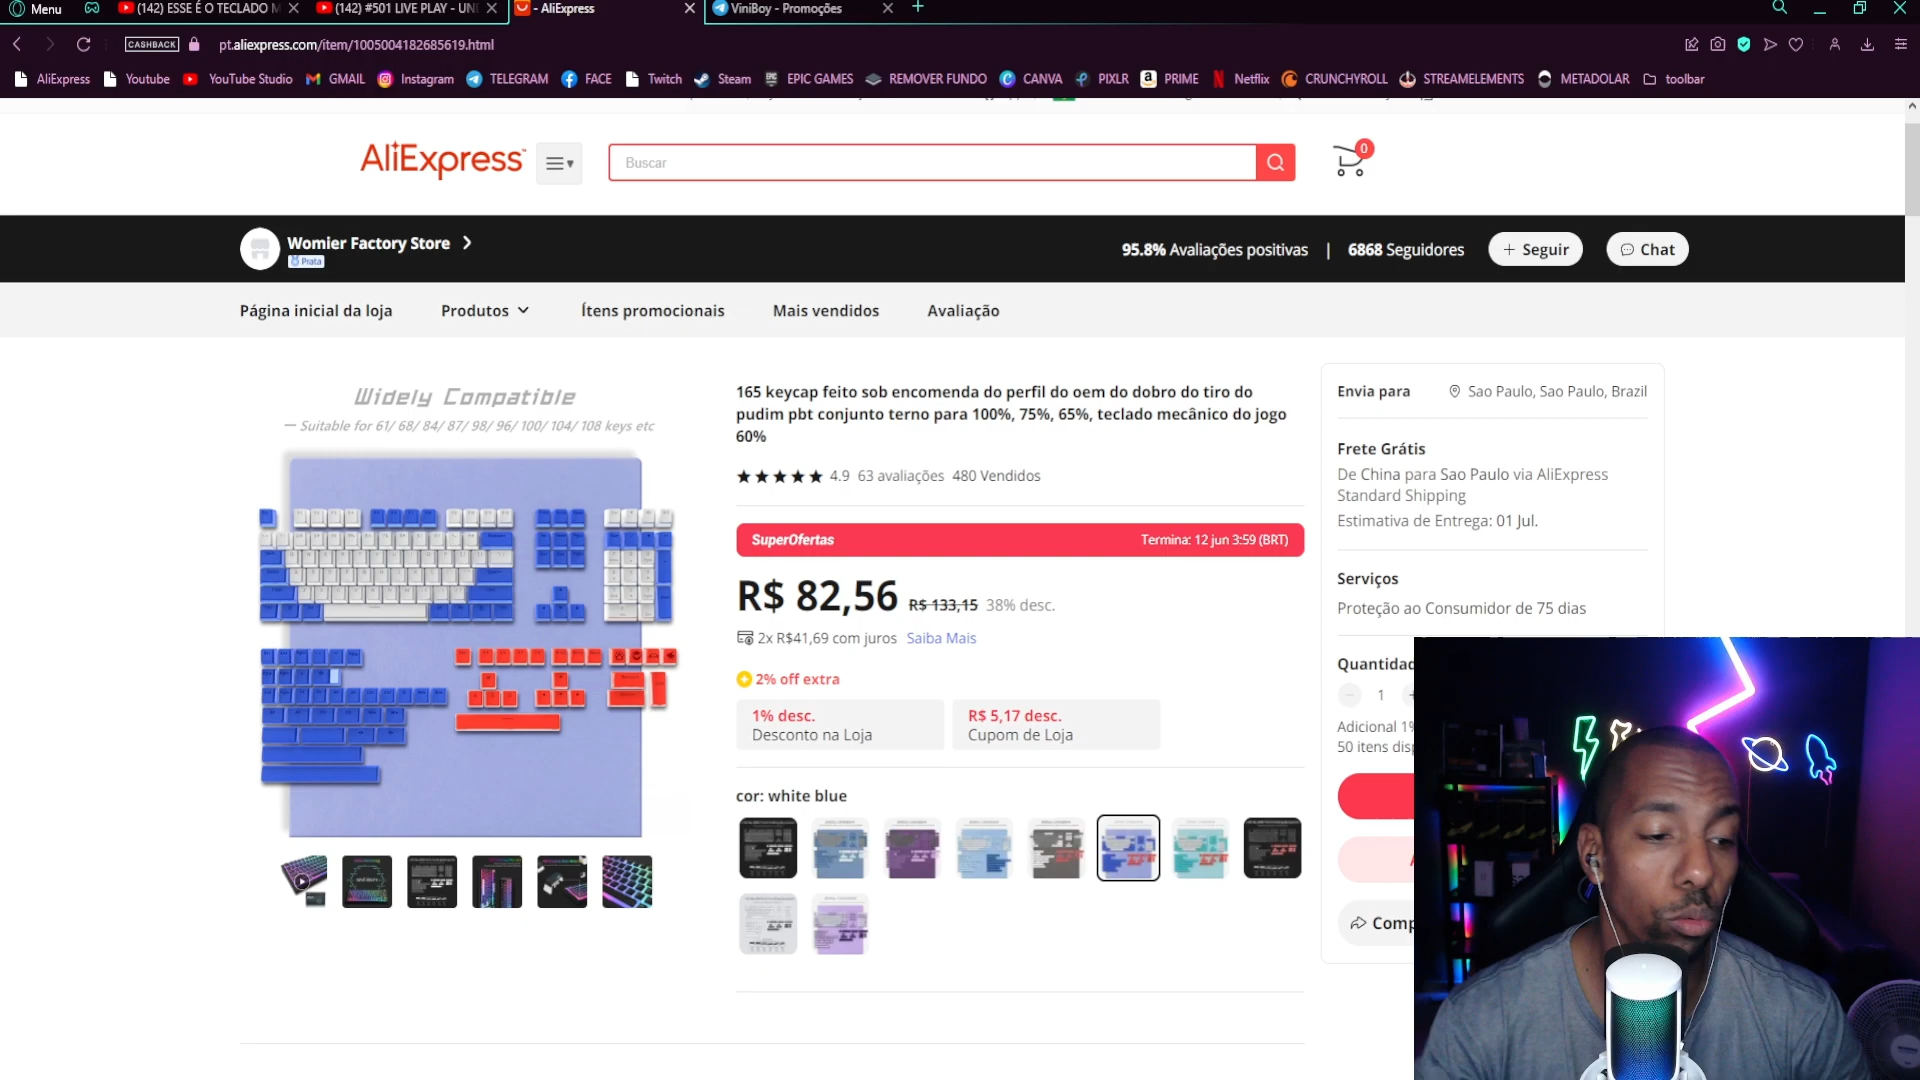 Menu
(142) ESSE É O TECLADO M
(142) #501 LIVE PLAY - UN
- AliExpress
ViniBoy - Promoções
CASHBACK
pt.aliexpress.com/item/1005004182685619.html
AliExpress
Youtube
YouTube Studio
GMAIL
Instagram
TELEGRAM
FACE
Twitch
Steam
EPIC GAMES
REMOVER FUNDO
CANVA
PIXLR
PRIME
Netflix
CRUNCHYROLL
STREAMELEMENTS
METADOLAR
toolbar
AliExpress
Buscar
0
Womier Factory Store
Prata
95.8% Avaliações positivas | 6868 Seguidores
+ Seguir
Chat
Página inicial da loja
Produtos
Ítens promocionais
Mais vendidos
Avaliação
Widely Compatible
— Suitable for 61/ 68/ 84/ 87/ 98/ 96/ 100/ 104/ 108 keys etc
165 keycap feito sob encomenda do perfil do oem do dobro do tiro do
pudim pbt conjunto terno para 100%, 75%, 65%, teclado mecânico do jogo
60%
4.9 63 avaliações 480 Vendidos
SuperOfertas
Termina: 12 jun 3:59 (BRT)
R$ 82,56 R$ 133,15 38% desc.
2x R$41,69 com juros Saiba Mais
2% off extra
1% desc.
Desconto na Loja
R$ 5,17 desc.
Cupom de Loja
cor: white blue
Envia para
Sao Paulo, Sao Paulo, Brazil
Frete Grátis
De China para Sao Paulo via AliExpress
Standard Shipping
Estimativa de Entrega: 01 Jul.
Serviços
Proteção ao Consumidor de 75 dias
Quantidad
1
Adicional 1%
50 itens disp
Comp